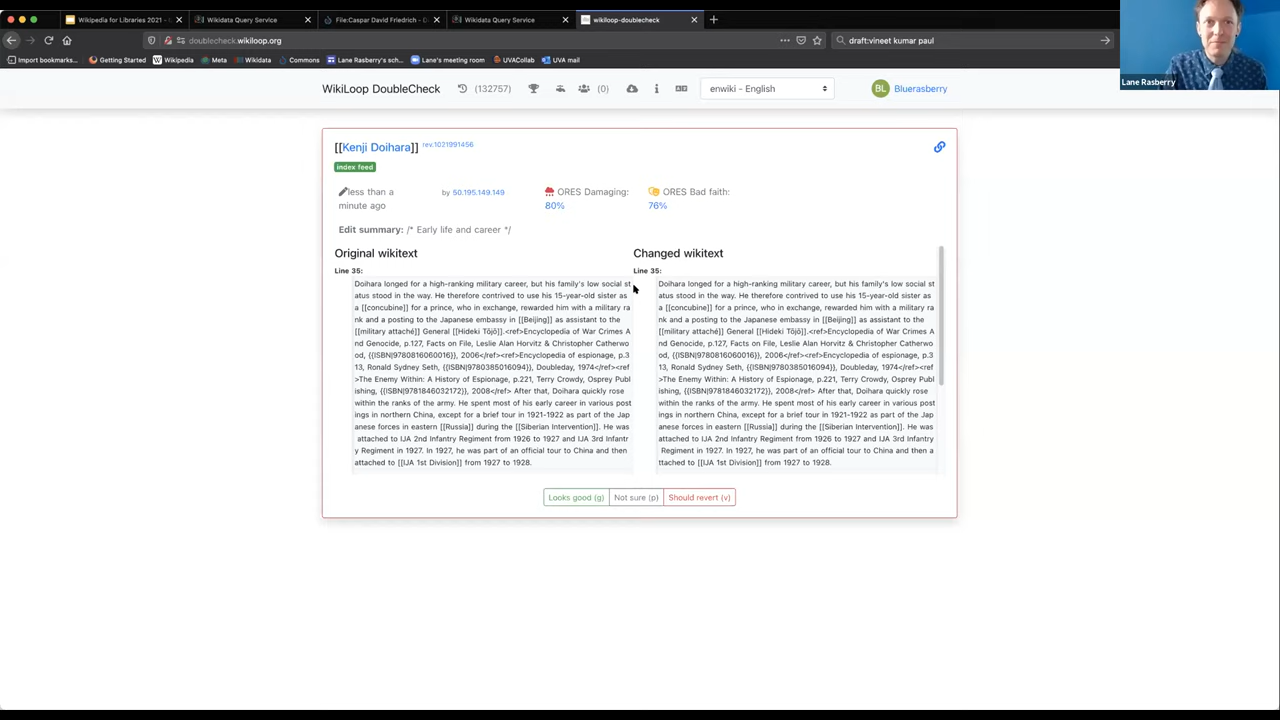 Wikipedia for Libraries 2021 -
Wikidata Query Service
File:Caspar David Friedrich - Da
Wikidata Query Service
wikiloop-doublecheck
doublecheck.wikiloop.org
draft:vineet kumar paul
Import bookmarks...
Getting Started
Wikipedia
Meta
Wikidata
Commons
Lane Rasberry's sch...
Lane's meeting room
UVACollab
UVA mail
Lane Rasberry
WikiLoop DoubleCheck
(132757)
(0)
enwiki - English
BL
Bluerasberry
[[Kenji Doihara]] rev.1021991456
index feed
less than a
minute ago
by 50.195.149.149
ORES Damaging:
80%
ORES Bad faith:
76%
Edit summary: /* Early life and career */
Original wikitext
Line 35:
Doihara longed for a high-ranking military career, but his family's low social st
atus stood in the way. He therefore contrived to use his 15-year-old sister as
a [[concubine]] for a prince, who in exchange, rewarded him with a military ra
nk and a posting to the Japanese embassy in [[Beijing]] as assistant to the
[[military attaché]] General [[Hideki Tōjō]].<ref>Encyclopedia of War Crimes A
nd Genocide, p.127, Facts on File, Leslie Alan Horvitz & Christopher Catherwo
od, {{ISBN|9780816060016}}, 2006</ref><ref>Encyclopedia of espionage, p.3
13, Ronald Sydney Seth, {{ISBN|9780385016094}}, Doubleday, 1974</ref><ref
>The Enemy Within: A History of Espionage, p.221, Terry Crowdy, Osprey Publ
ishing, {{ISBN|9781846032172}}, 2008</ref> After that, Doihara quickly rose
within the ranks of the army. He spent most of his early career in various post
ings in northern China, except for a brief tour in 1921-1922 as part of the Jap
anese forces in eastern [[Russia]] during the [[Siberian Intervention]]. He was
attached to IJA 2nd Infantry Regiment from 1926 to 1927 and IJA 3rd Infantr
y Regiment in 1927. In 1927, he was part of an official tour to China and then
attached to [[IJA 1st Division]] from 1927 to 1928.
Changed wikitext
Line 35:
Doihara longed for a high-ranking military career, but his family's low social st
atus stood in the way. He therefore contrived to use his 15-year-old sister as
a [[concubine]] for a prince, who in exchange, rewarded him with a military ra
nk and a posting to the Japanese embassy in [[Beijing]] as assistant to the
[[military attaché]] General [[Hideki Tōjō]].<ref>Encyclopedia of War Crimes A
nd Genocide, p.127, Facts on File, Leslie Alan Horvitz & Christopher Catherwo
od, {{ISBN|9780816060016}}, 2006</ref><ref>Encyclopedia of espionage, p.3
13, Ronald Sydney Seth, {{ISBN|9780385016094}}, Doubleday, 1974</ref><ref
>The Enemy Within: A History of Espionage, p.221, Terry Crowdy, Osprey Publ
ishing, {{ISBN|9781846032172}}, 2008</ref> After that, Doihara quickly rose
within the ranks of the army. He spent most of his early career in various post
ings in northern China, except for a brief tour in 1921-1922 as part of the Jap
anese forces in eastern [[Russia]] during the [[Siberian Intervention]]. He was
attached to IJA 2nd Infantry Regiment from 1926 to 1927 and IJA 3rd Infantry
Regiment in 1927. In 1927, he was part of an official tour to China and then a
ttached to [[IJA 1st Division]] from 1927 to 1928.
Looks good (g)
Not sure (p)
Should revert (v)